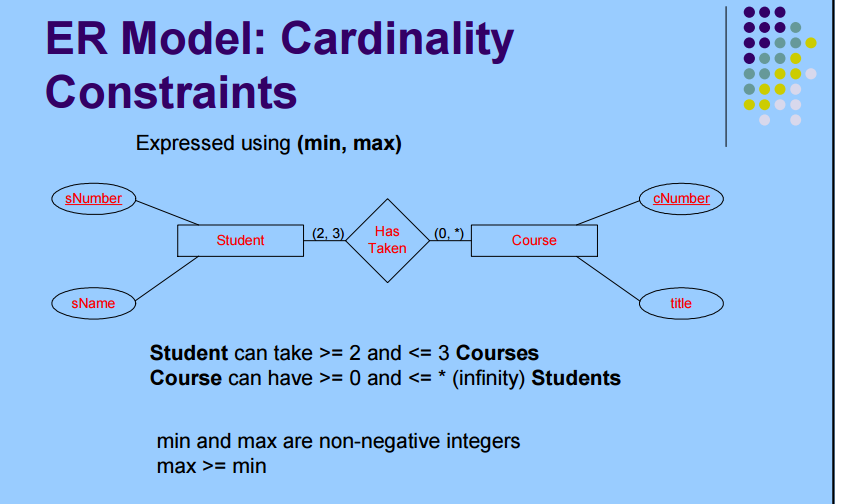 ER Model: Cardinality
Constraints
Expressed using (min, max)
sNumber
cNumber
Student
(2, 3)
Has
Taken
(0, *)
Course
sName
title
Student can take >= 2 and <= 3 Courses
Course can have >= 0 and <= * (infinity) Students
min and max are non-negative integers
max >= min